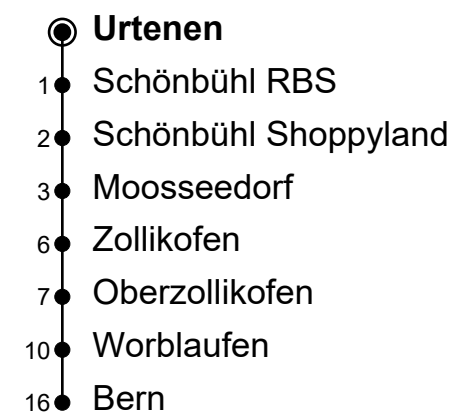 Urtenen
1 Schönbühl RBS
2 Schönbühl Shoppyland
3 Moosseedorf
6 Zollikofen
7 Oberzollikofen
10 Worblaufen
16 Bern